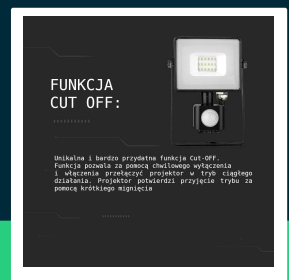 FUNKCJA
CUT OFF:
Unikalna i bardzo przydatna funkcja Cut-OFF.
Funkcja pozwala za pomocą chwilowego wyłączenia
i włączenia przełączyć projektor w tryb ciągłego
działania. Projektor potwierdzi przyjęcie trybu za
pomocą krótkiego mignięcia